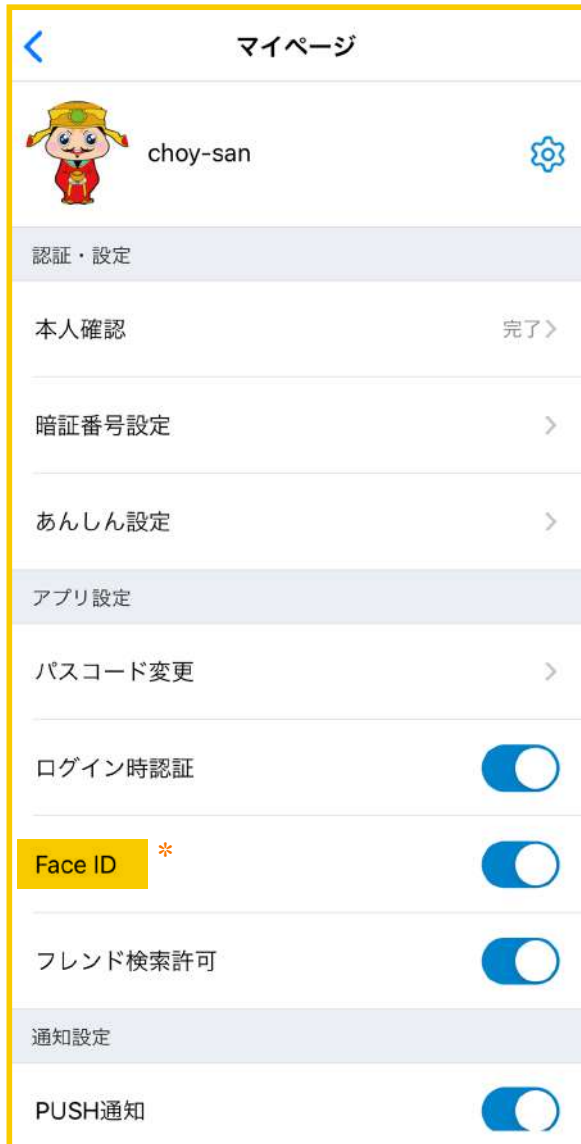 マイページ
choy-san
認証・設定
本人確認 完了
暗証番号設定
あんしん設定
アプリ設定
パスコード変更
ログイン時認証
Face ID *
フレンド検索許可
通知設定
PUSH通知